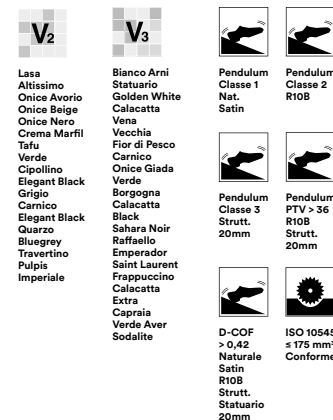 V2
Lasa
Altissimo
Onice Avorio
Onice Beige
Onice Nero
Crema Marfil
Tafu
Verde
Cipollino
Elegant Black
Grigio
Carnico
Elegant Black
Quarzo
Bluegrey
Travertino
Pulpis
Imperiale
V3
Bianco Arni
Statuario
Golden White
Calacatta
Vena
Vecchia
Fior di Pesco
Carnico
Onice Giada
Verde
Borgogna
Calacatta
Black
Sahara Noir
Raffaello
Emperador
Saint Laurent
Frappuccino
Calacatta
Extra
Capraia
Verde Aver
Sodalite
Pendulum
Classe 1
Nat.
Satin
Pendulum
Classe 2
R10B
Pendulum
Classe 3
Strutt.
20mm
Pendulum
PTV > 36
R10B
Strutt.
20mm
D-COF
> 0,42
Naturale
Satin
R10B
Strutt.
Statuario
20mm
ISO 10545
≤ 175 mm³
Conforme